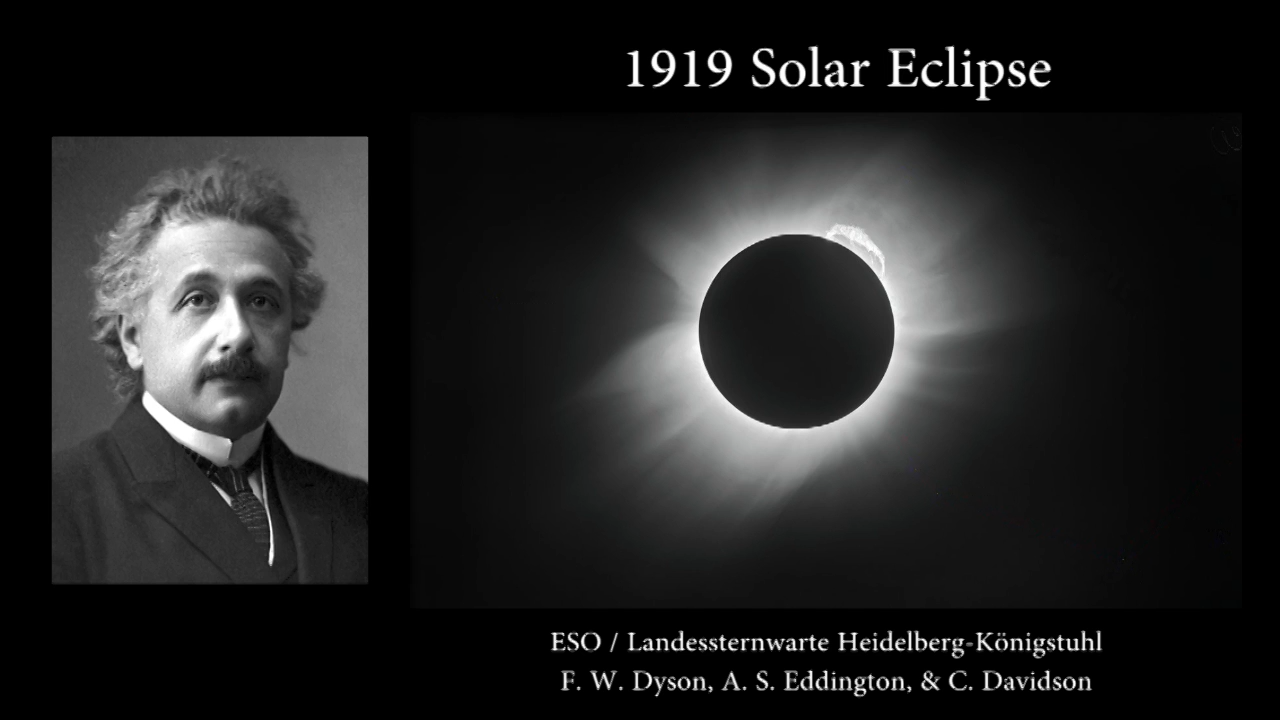 1919 Solar Eclipse
ESO / Landessternwarte Heidelberg-Königstuhl
F. W. Dyson, A. S. Eddington, & C. Davidson